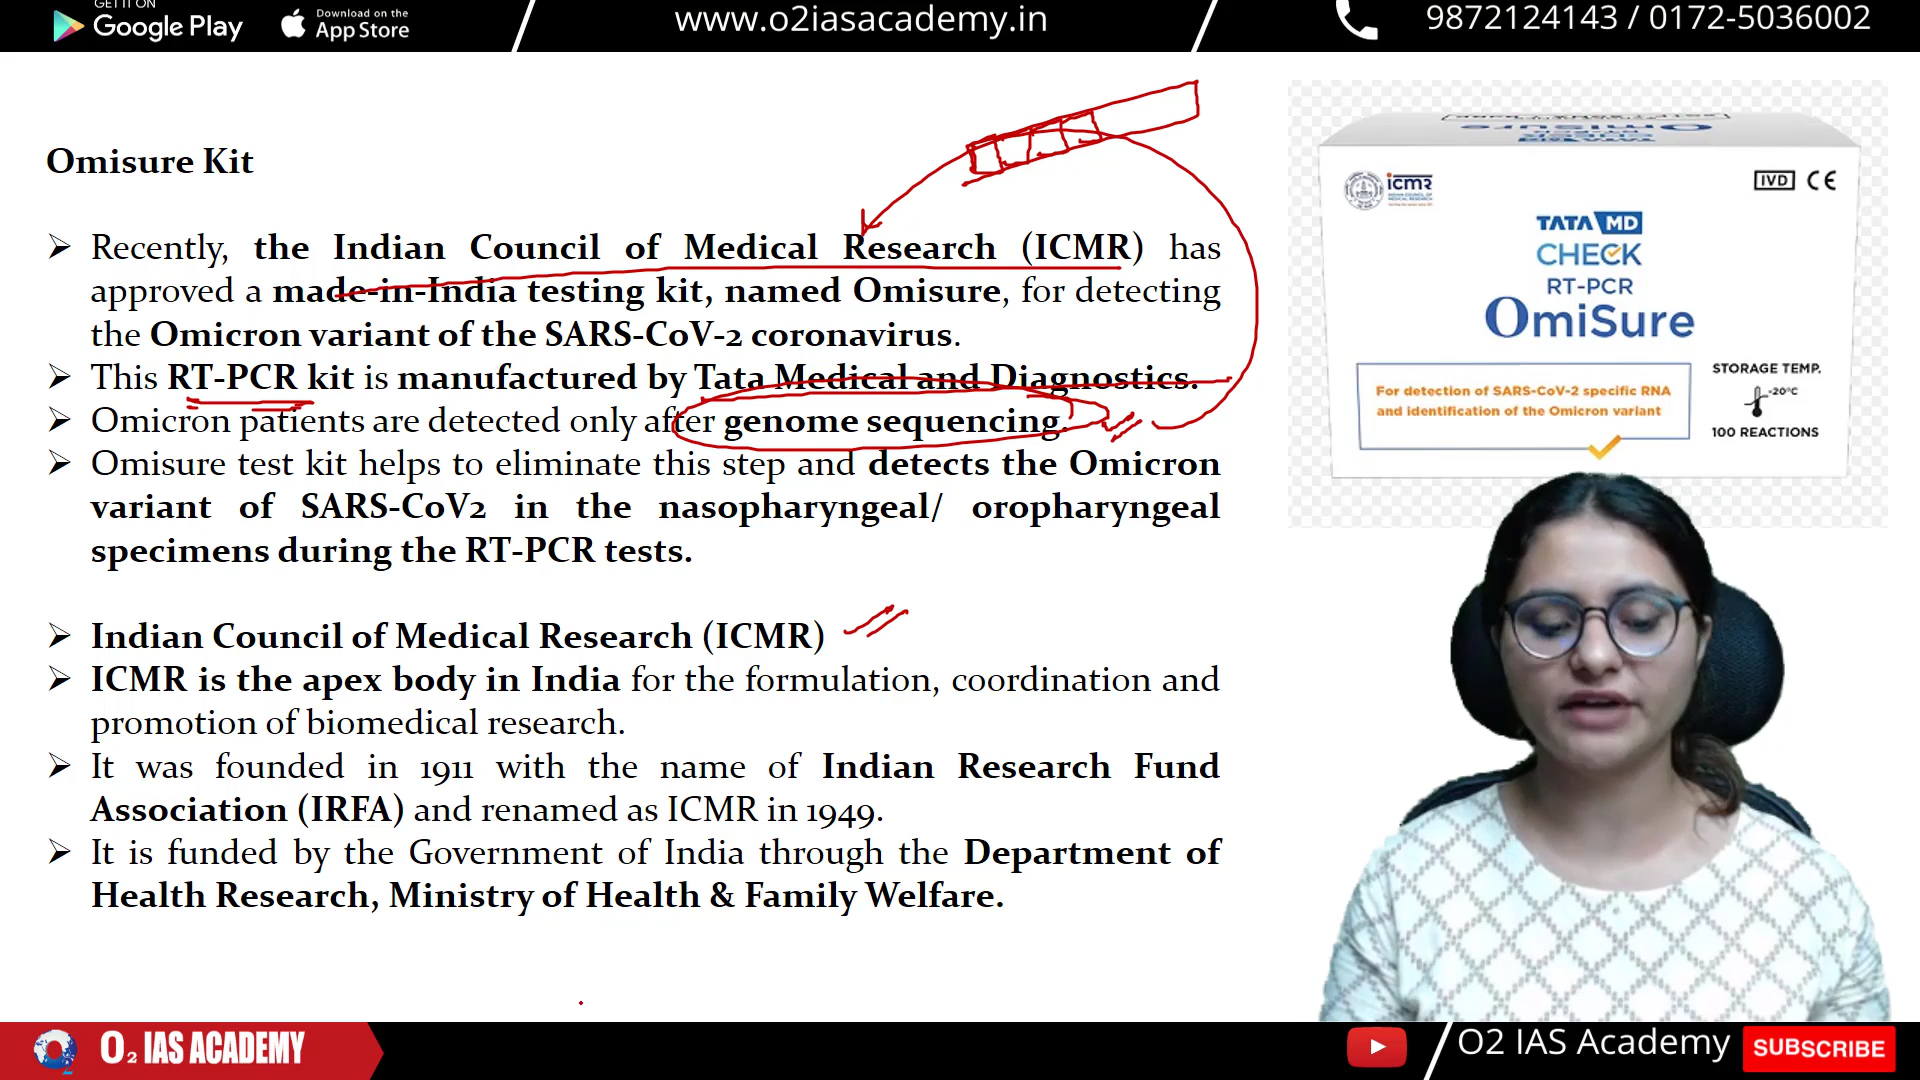 GET IT ON
Google Play
Download on the
App Store
www.o2iasacademy.in
9872124143 / 0172-5036002
Omisure Kit
Recently, the Indian Council of Medical Research (ICMR) has
approved a made-in-India testing kit, named Omisure, for detecting
the Omicron variant of the SARS-CoV-2 coronavirus.
This RT-PCR kit is manufactured by Tata Medical and Diagnostics.
Omicron patients are detected only after genome sequencing.
Omisure test kit helps to eliminate this step and detects the Omicron
variant of SARS-CoV2 in the nasopharyngeal/ oropharyngeal
specimens during the RT-PCR tests.
Indian Council of Medical Research (ICMR)
ICMR is the apex body in India for the formulation, coordination and
promotion of biomedical research.
It was founded in 1911 with the name of Indian Research Fund
Association (IRFA) and renamed as ICMR in 1949.
It is funded by the Government of India through the Department of
Health Research, Ministry of Health & Family Welfare.
OmiSure
icmr
INDIAN COUNCIL OF
MEDICAL RESEARCH
IVD CE
TATA MD
CHECK
RT-PCR
OmiSure
For detection of SARS-CoV-2 specific RNA
and identification of the Omicron variant
STORAGE TEMP.
-20°C
100 REACTIONS
O2 IAS ACADEMY
O2 IAS Academy
SUBSCRIBE